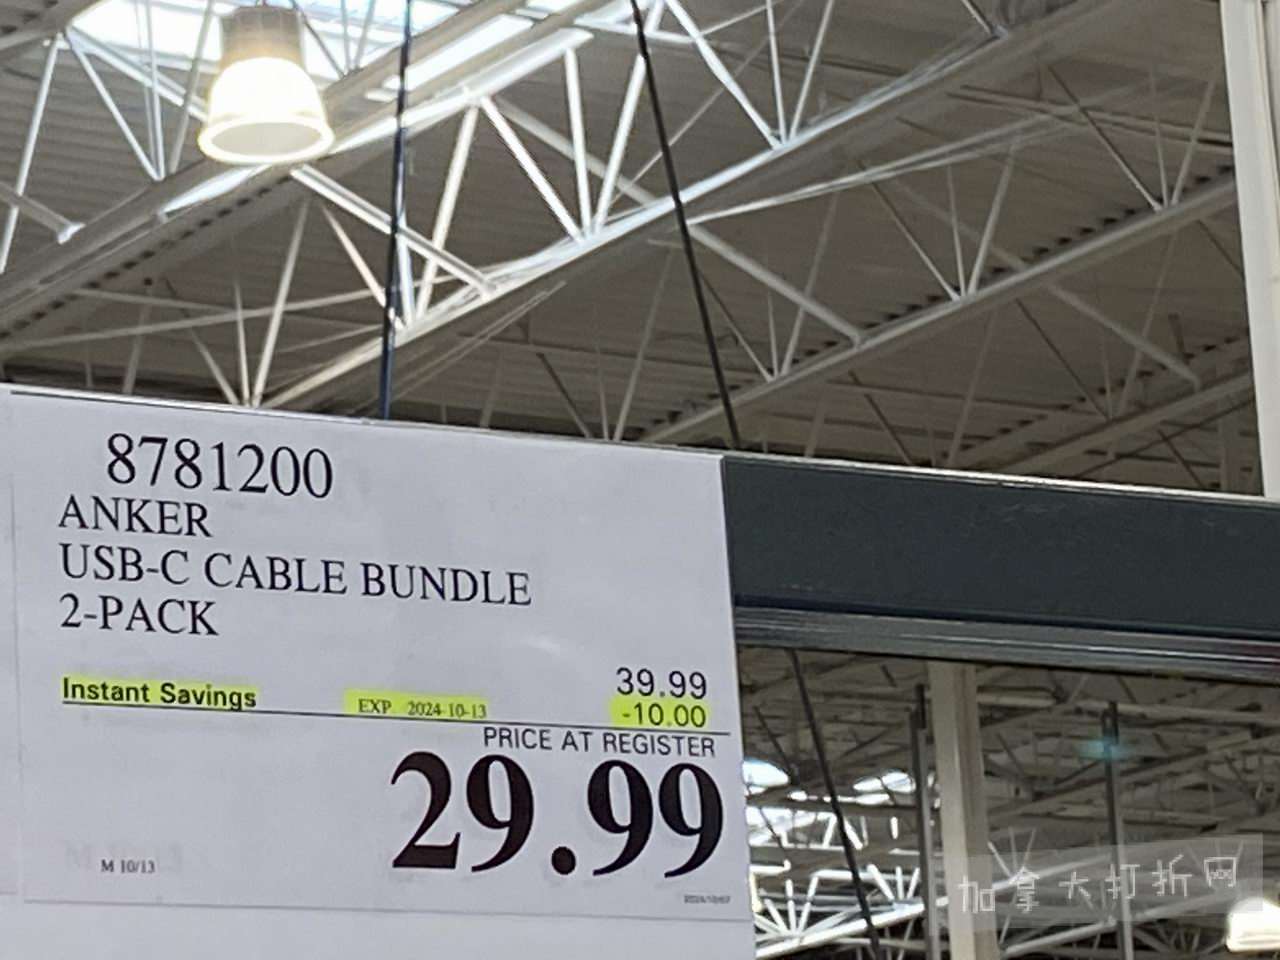 8781200
ANKER
USB-C CABLE BUNDLE
2-PACK
39.99
Instant Savings EXP 2024-10-13 -10.00
PRICE AT REGISTER
29.99
M 10/13
加拿大打折网